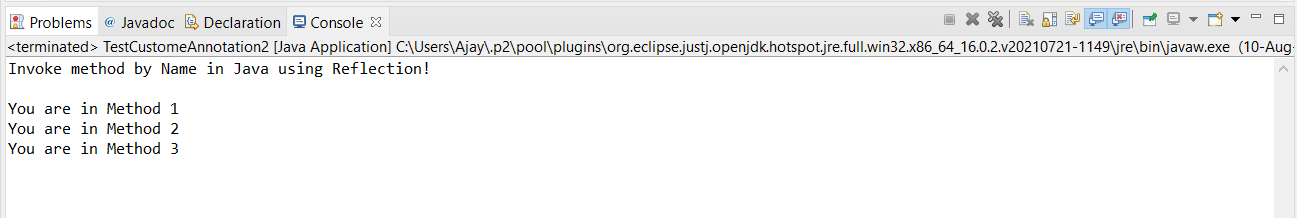 Problems @ Javadoc Declaration Console
<terminated> TestCustomeAnnotation2 [Java Application] C:\Users\Ajay\.p2\pool\plugins\org.eclipse.justj.openjdk.hotspot.jre.full.win32.x86_64_16.0.2.v20210721-1149\jre\bin\javaw.exe (10-Aug-
Invoke method by Name in Java using Reflection!
You are in Method 1
You are in Method 2
You are in Method 3